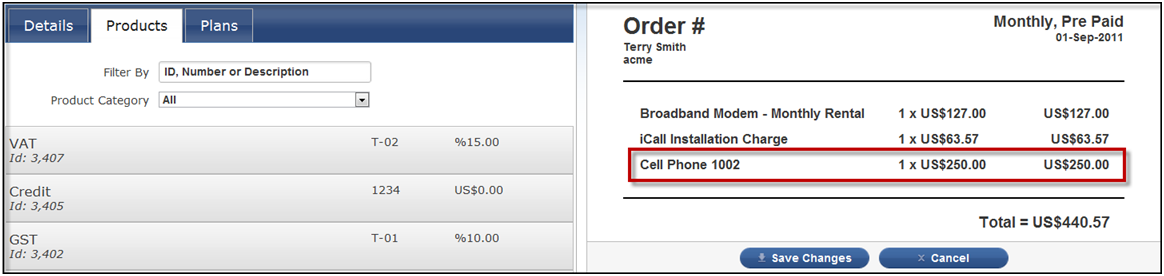 Details Products Plans
Filter By ID, Number or Description
Product Category All
VAT T-02 %15.00
Id: 3,407
Credit 1234 US$0.00
Id: 3,405
GST T-01 %10.00
Id: 3,402
Order # Monthly, Pre Paid
Terry Smith 01-Sep-2011
acme
Broadband Modem - Monthly Rental 1 x US$127.00 US$127.00
iCall Installation Charge 1 x US$63.57 US$63.57
Cell Phone 1002 1 x US$250.00 US$250.00
Total = US$440.57
Save Changes Cancel